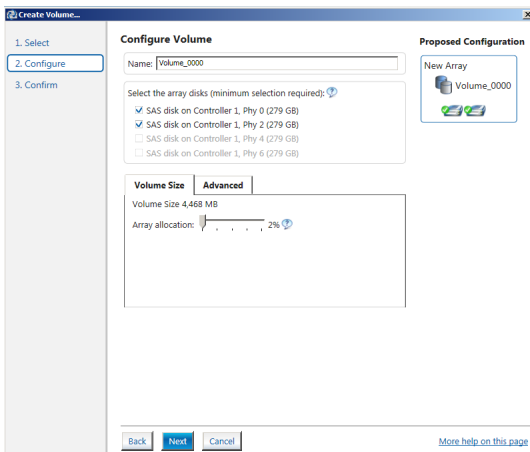 Create Volume...
1. Select
2. Configure
3. Confirm
Configure Volume
Name: Volume_0000
Select the array disks (minimum selection required):
SAS disk on Controller 1, Phy 0 (279 GB)
SAS disk on Controller 1, Phy 2 (279 GB)
SAS disk on Controller 1, Phy 4 (279 GB)
SAS disk on Controller 1, Phy 6 (279 GB)
Volume Size Advanced
Volume Size 4,468 MB
Array allocation: 2%
Proposed Configuration
New Array
Volume_0000
Back Next Cancel
More help on this page